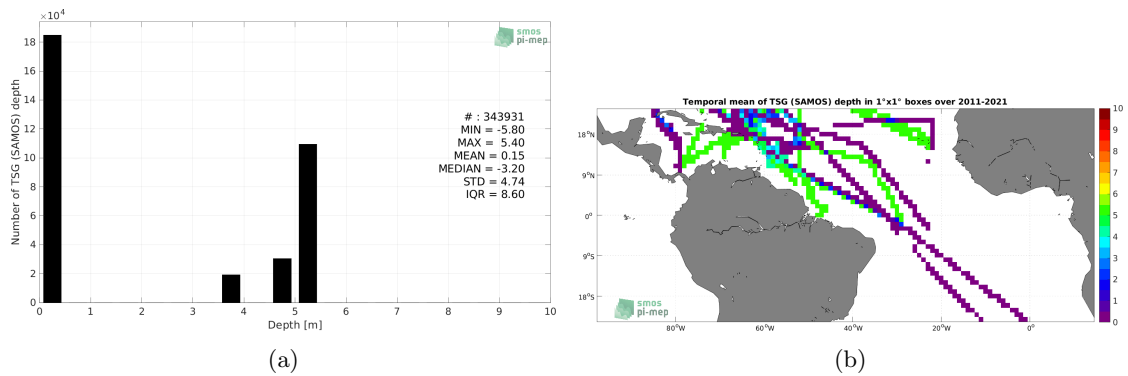 ×10⁴
18
16
14
12
10
8
6
4
2
0
0 1 2 3 4 5 6 7 8 9 10
Number of TSG (SAMOS) depth
Depth [m]
smos
pi-mep
# : 343931
MIN = -5.80
MAX = 5.40
MEAN = 0.15
MEDIAN = -3.20
STD = 4.74
IQR = 8.60
(a)
Temporal mean of TSG (SAMOS) depth in 1°x1° boxes over 2011-2021
18°N
9°N
0°
9°S
18°S
80°W 60°W 40°W 20°W 0°
smos
pi-mep
10
9
8
7
6
5
4
3
2
1
0
(b)